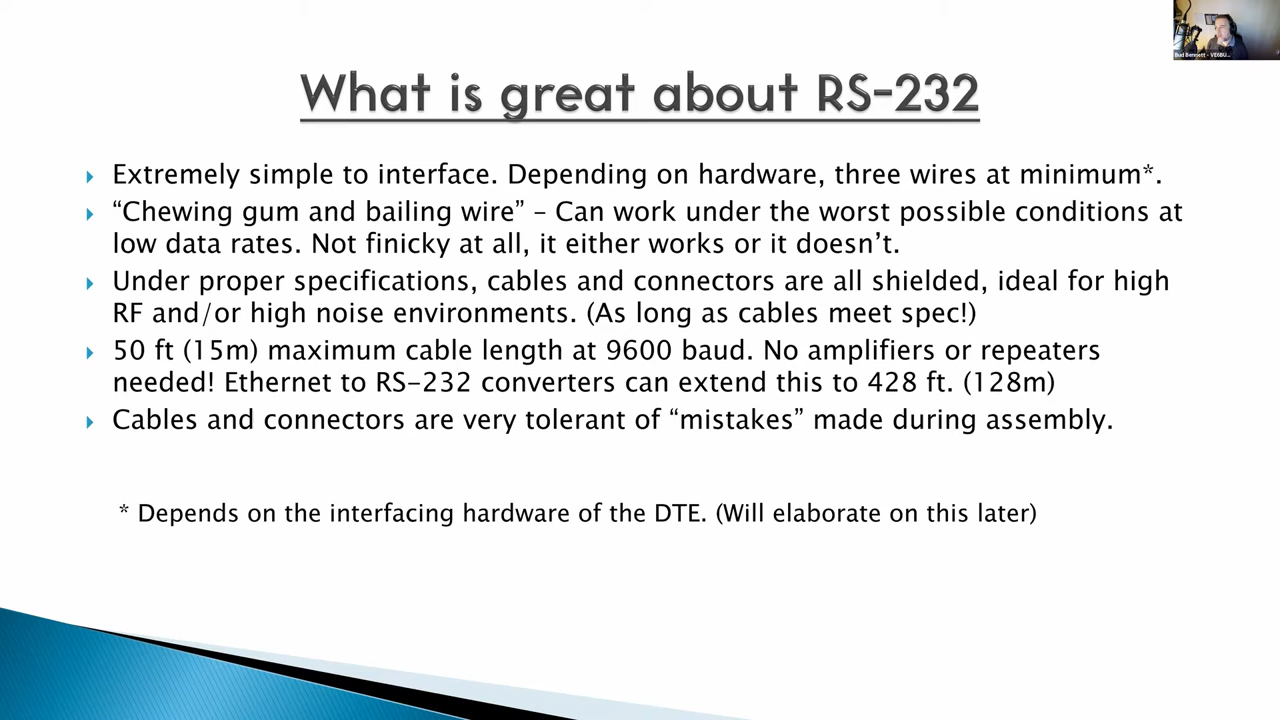 Bud Bennett - VE6BU...
What is great about RS-232
Extremely simple to interface. Depending on hardware, three wires at minimum*.
“Chewing gum and bailing wire” – Can work under the worst possible conditions at
low data rates. Not finicky at all, it either works or it doesn’t.
Under proper specifications, cables and connectors are all shielded, ideal for high
RF and/or high noise environments. (As long as cables meet spec!)
50 ft (15m) maximum cable length at 9600 baud. No amplifiers or repeaters
needed! Ethernet to RS-232 converters can extend this to 428 ft. (128m)
Cables and connectors are very tolerant of “mistakes” made during assembly.
* Depends on the interfacing hardware of the DTE. (Will elaborate on this later)